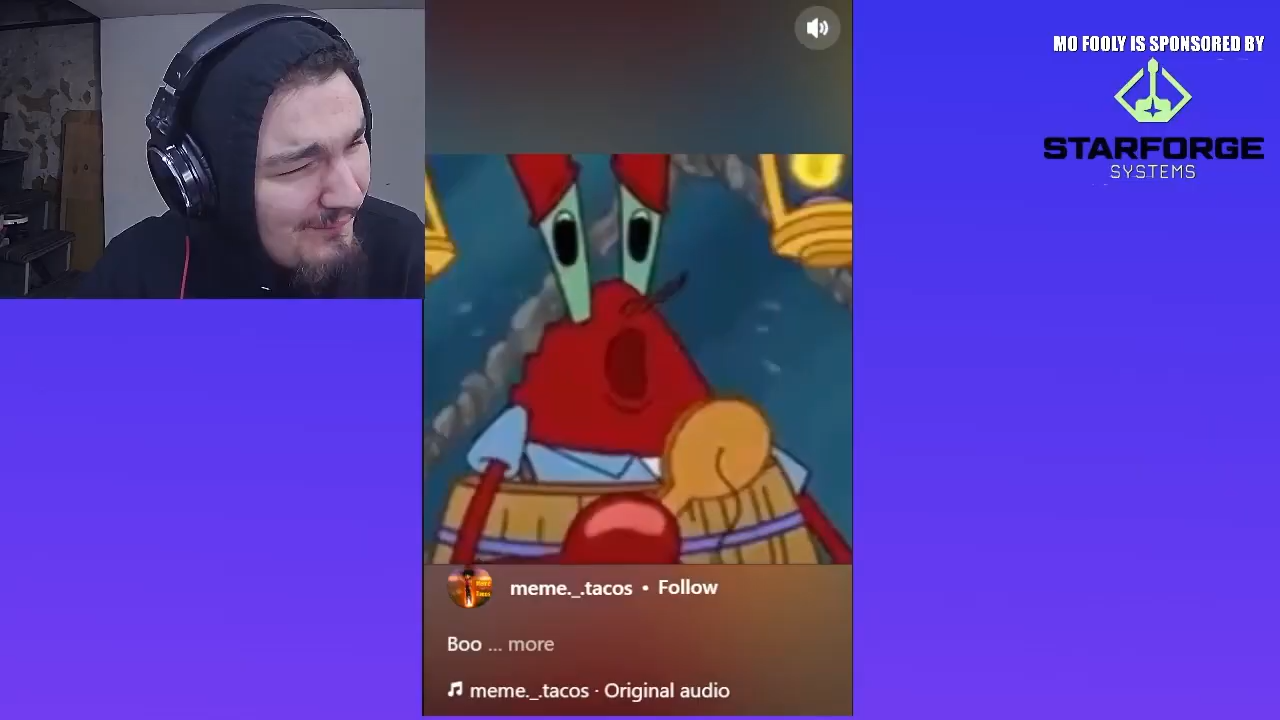 MO FOOLY IS SPONSORED BY
STARFORGE
SYSTEMS
meme._.tacos • Follow
Boo ... more
meme._.tacos · Original audio